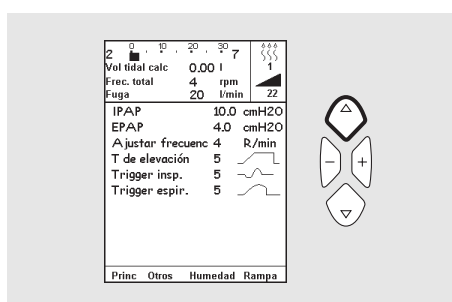 0 10 20 30
2 7
Vol tidal calc 0.00 l 1
Frec. total 4 rpm
Fuga 20 l/min 22
IPAP 10.0 cmH2O
EPAP 4.0 cmH2O
Ajustar frecuenc 4 R/min
T de elevación 5
Trigger insp. 5
Trigger espir. 5
Princ Otros Humedad Rampa
− +